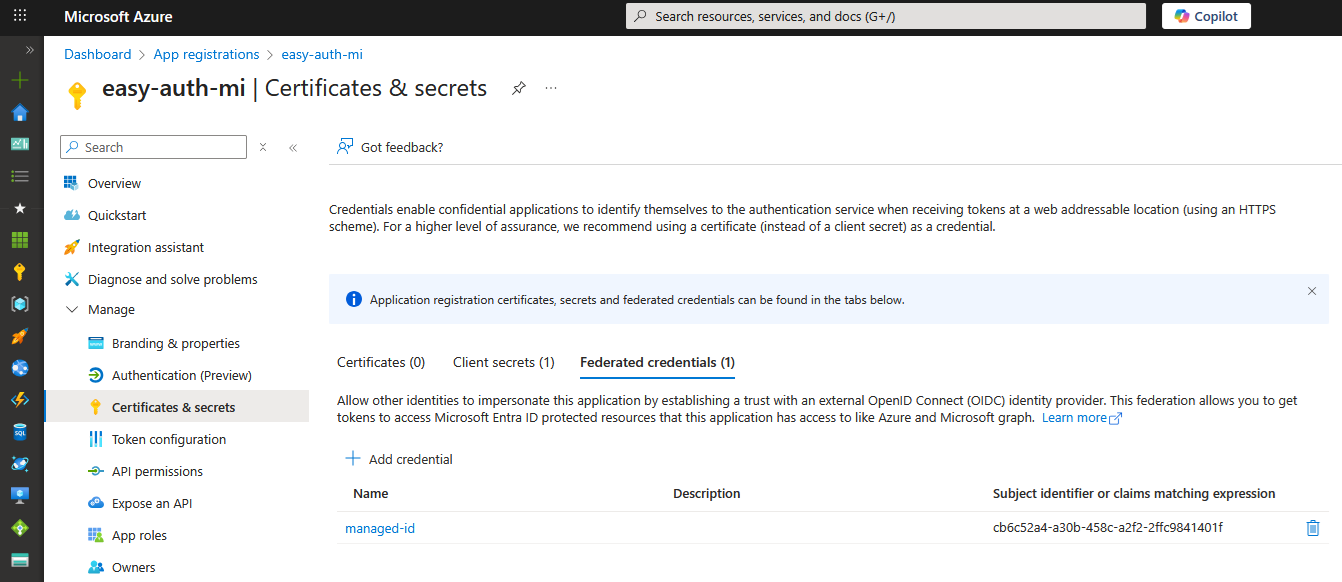 Microsoft Azure
Search resources, services, and docs (G+/)
Copilot
Dashboard > App registrations > easy-auth-mi
easy-auth-mi | Certificates & secrets
Search
Got feedback?
Overview
Quickstart
Integration assistant
Diagnose and solve problems
Manage
Branding & properties
Authentication (Preview)
Certificates & secrets
Token configuration
API permissions
Expose an API
App roles
Owners
Credentials enable confidential applications to identify themselves to the authentication service when receiving tokens at a web addressable location (using an HTTPS
scheme). For a higher level of assurance, we recommend using a certificate (instead of a client secret) as a credential.
Application registration certificates, secrets and federated credentials can be found in the tabs below.
Certificates (0) Client secrets (1) Federated credentials (1)
Allow other identities to impersonate this application by establishing a trust with an external OpenID Connect (OIDC) identity provider. This federation allows you to get
tokens to access Microsoft Entra ID protected resources that this application has access to like Azure and Microsoft graph. Learn more
Add credential
Name Description Subject identifier or claims matching expression
managed-id cb6c52a4-a30b-458c-a2f2-2ffc9841401f